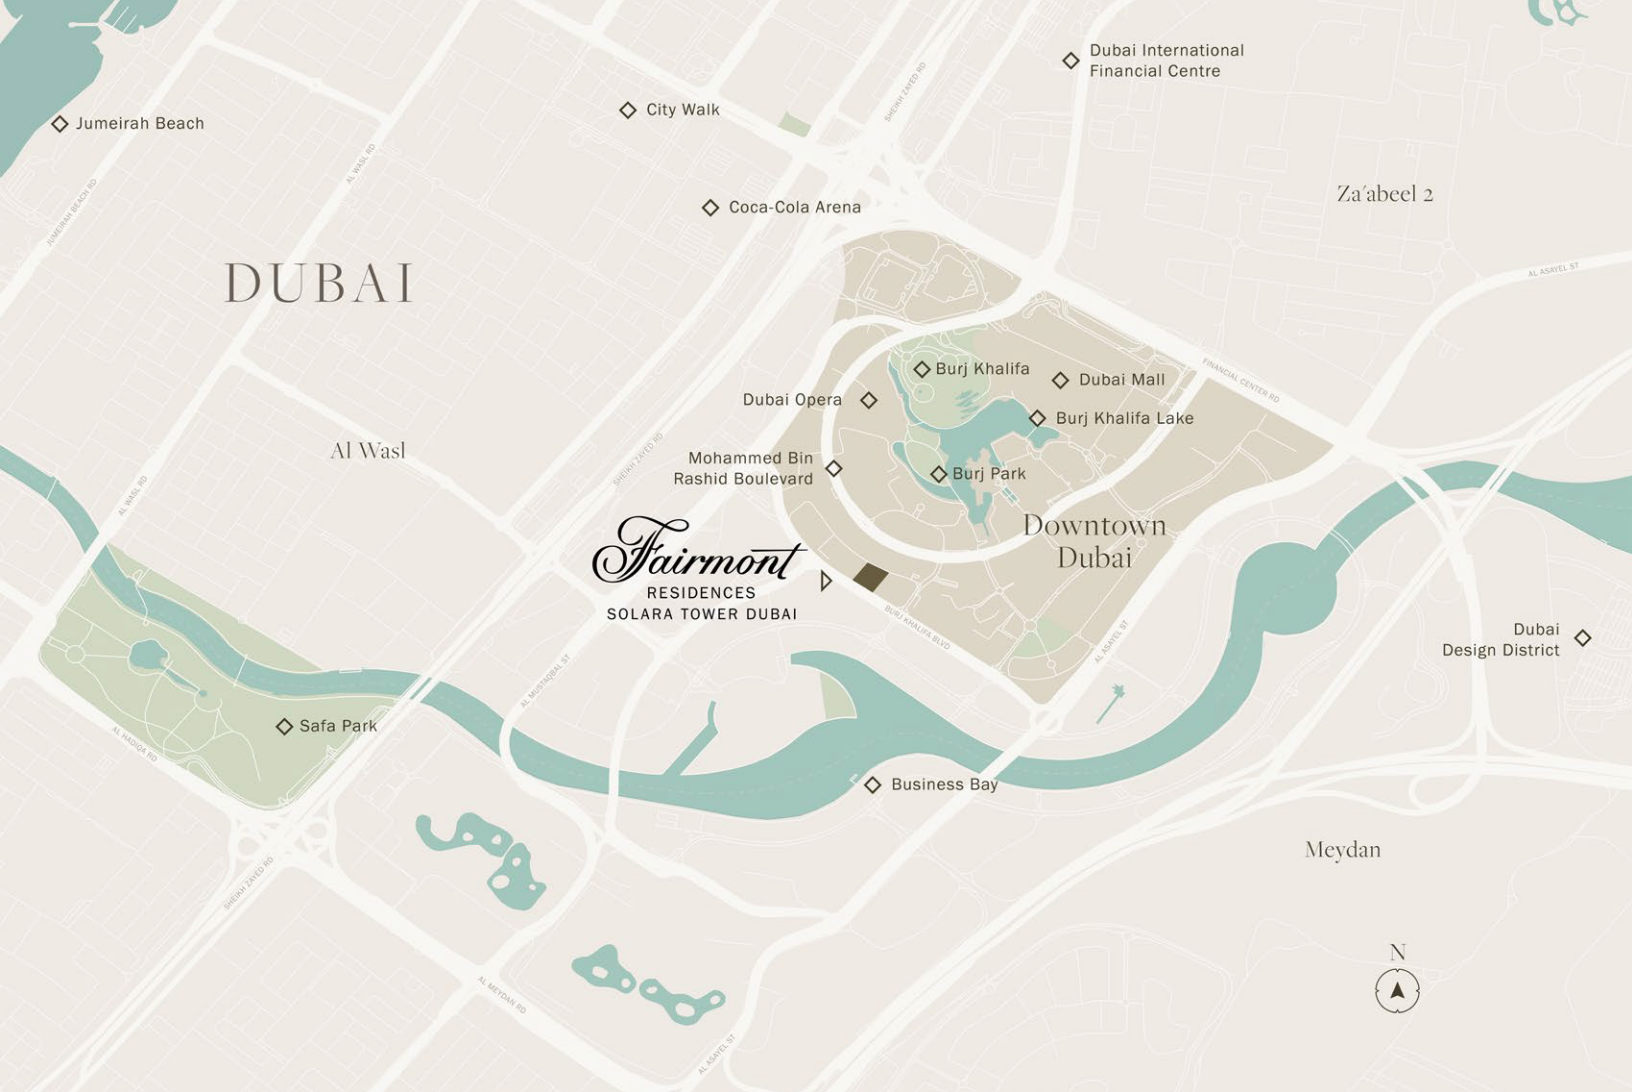 Dubai International
Financial Centre
City Walk
Jumeirah Beach
SHEIKH ZAYED RD
AL WASL RD
JUMEIRAH BEACH RD
Za'abeel 2
Coca-Cola Arena
DUBAI
AL ASAYEL ST
FINANCIAL CENTER RD
Burj Khalifa
Dubai Mall
Dubai Opera
Burj Khalifa Lake
Al Wasl
SHEIKH ZAYED RD
Mohammed Bin
Rashid Boulevard
Burj Park
AL WASL RD
Downtown
Dubai
Fairmont
RESIDENCES
SOLARA TOWER DUBAI
BURJ KHALIFA BLVD
AL ASAYEL ST
Dubai
Design District
AL MUSTAQBAL ST
Safa Park
AL HADIQA RD
Business Bay
Meydan
SHEIKH ZAYED RD
N
AL MEYDAN RD
AL ASAYEL ST